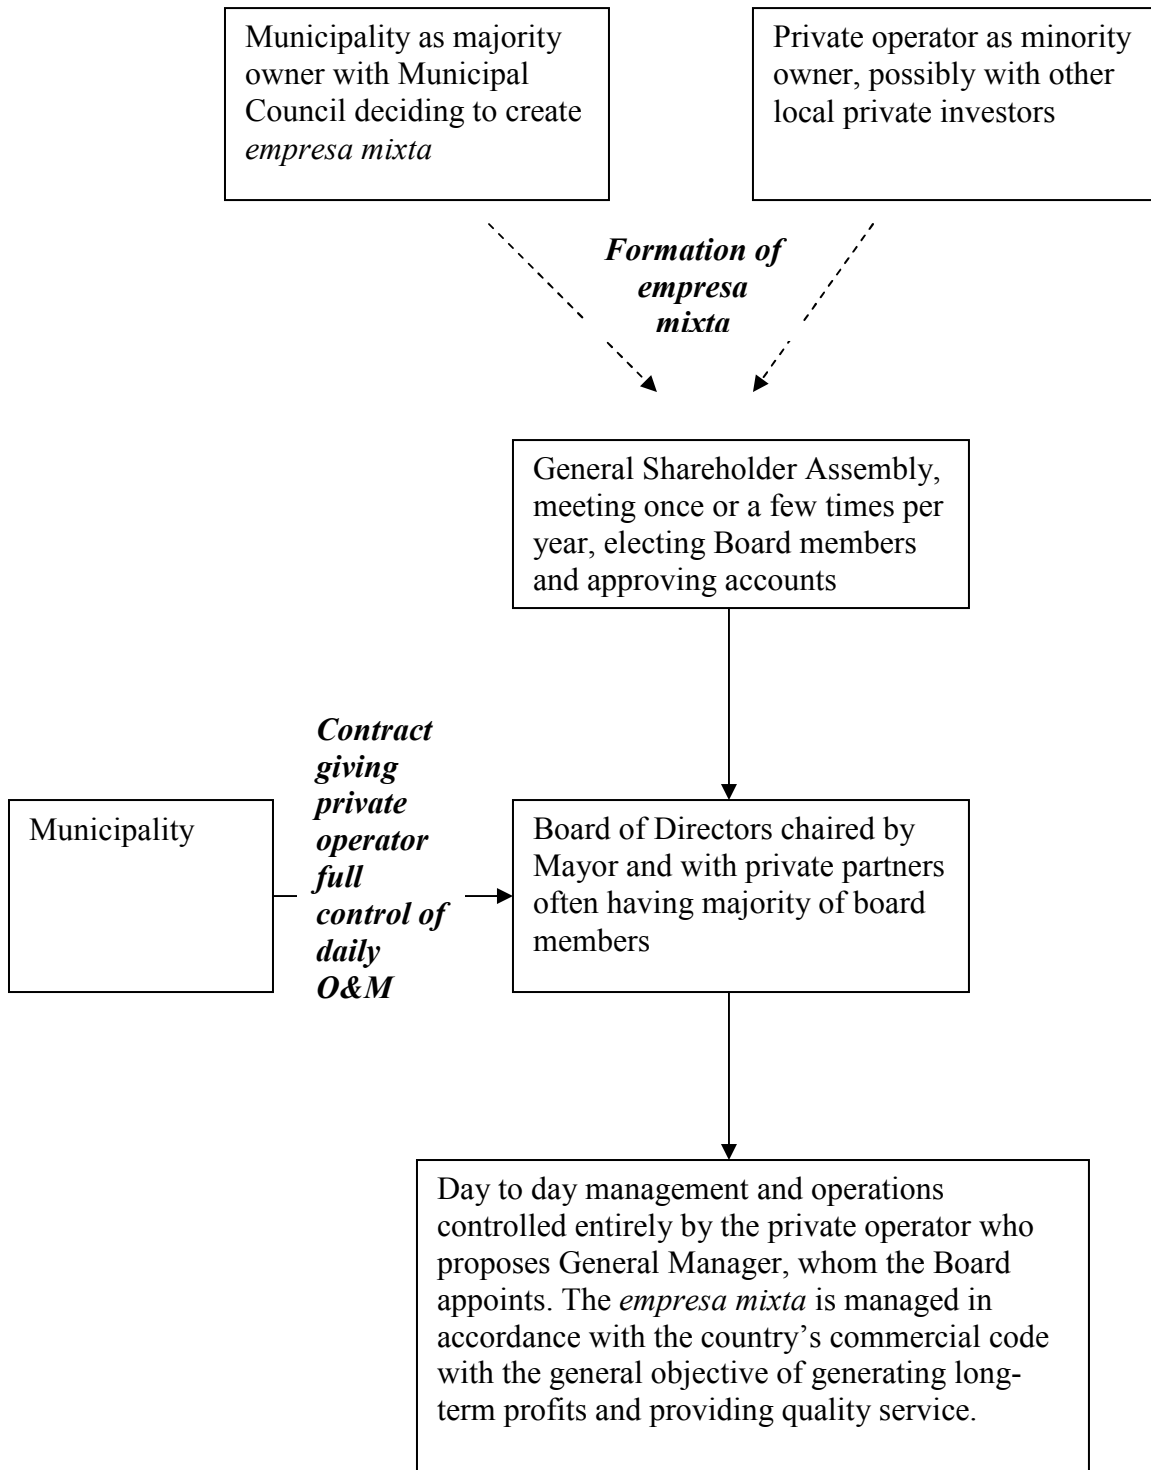 Municipality as majority
owner with Municipal
Council deciding to create
empresa mixta
Private operator as minority
owner, possibly with other
local private investors
Formation of
empresa
mixta
General Shareholder Assembly,
meeting once or a few times per
year, electing Board members
and approving accounts
Contract
giving
private
operator
full
control of
daily
O&M
Municipality
Board of Directors chaired by
Mayor and with private partners
often having majority of board
members
Day to day management and operations
controlled entirely by the private operator who
proposes General Manager, whom the Board
appoints. The empresa mixta is managed in
accordance with the country’s commercial code
with the general objective of generating long-
term profits and providing quality service.